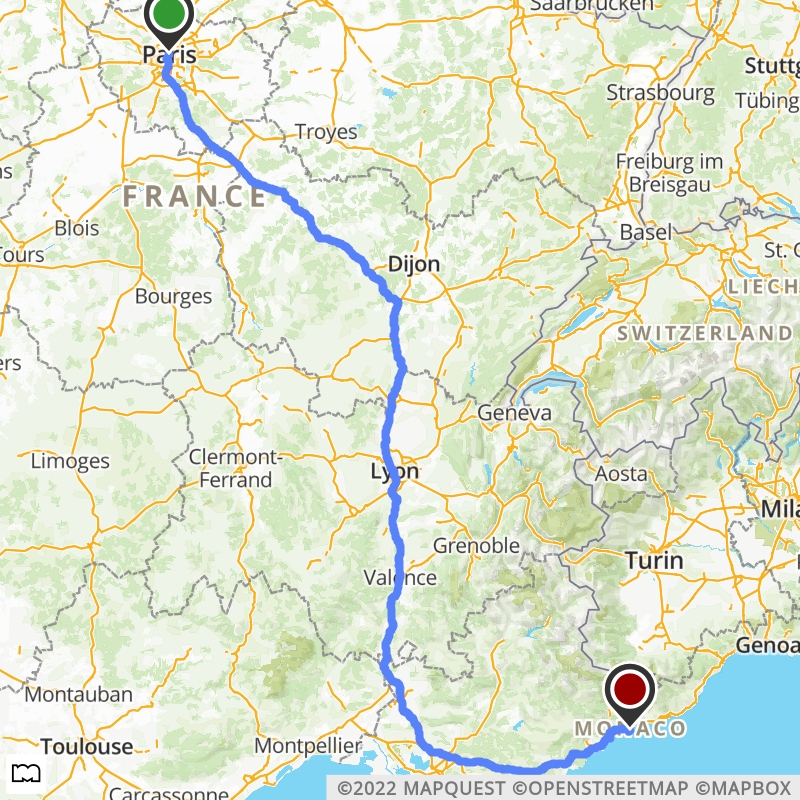 Saarbrücken
Paris
Stuttg
Strasbourg
Tübing
Troyes
Freiburg im
Breisgau
ns
FRANCE
Blois
Basel
St. G
Tours
Dijon
LIECH
Bourges
SWITZERLAND
ers
Geneva
Limoges
Clermont-
Ferrand
Lyon
Aosta
Mila
Grenoble
Turin
Valence
Genoa
Montauban
MONACO
Toulouse
Montpellier
Carcassonne
©2022 MAPQUEST ©OPENSTREETMAP ©MAPBOX